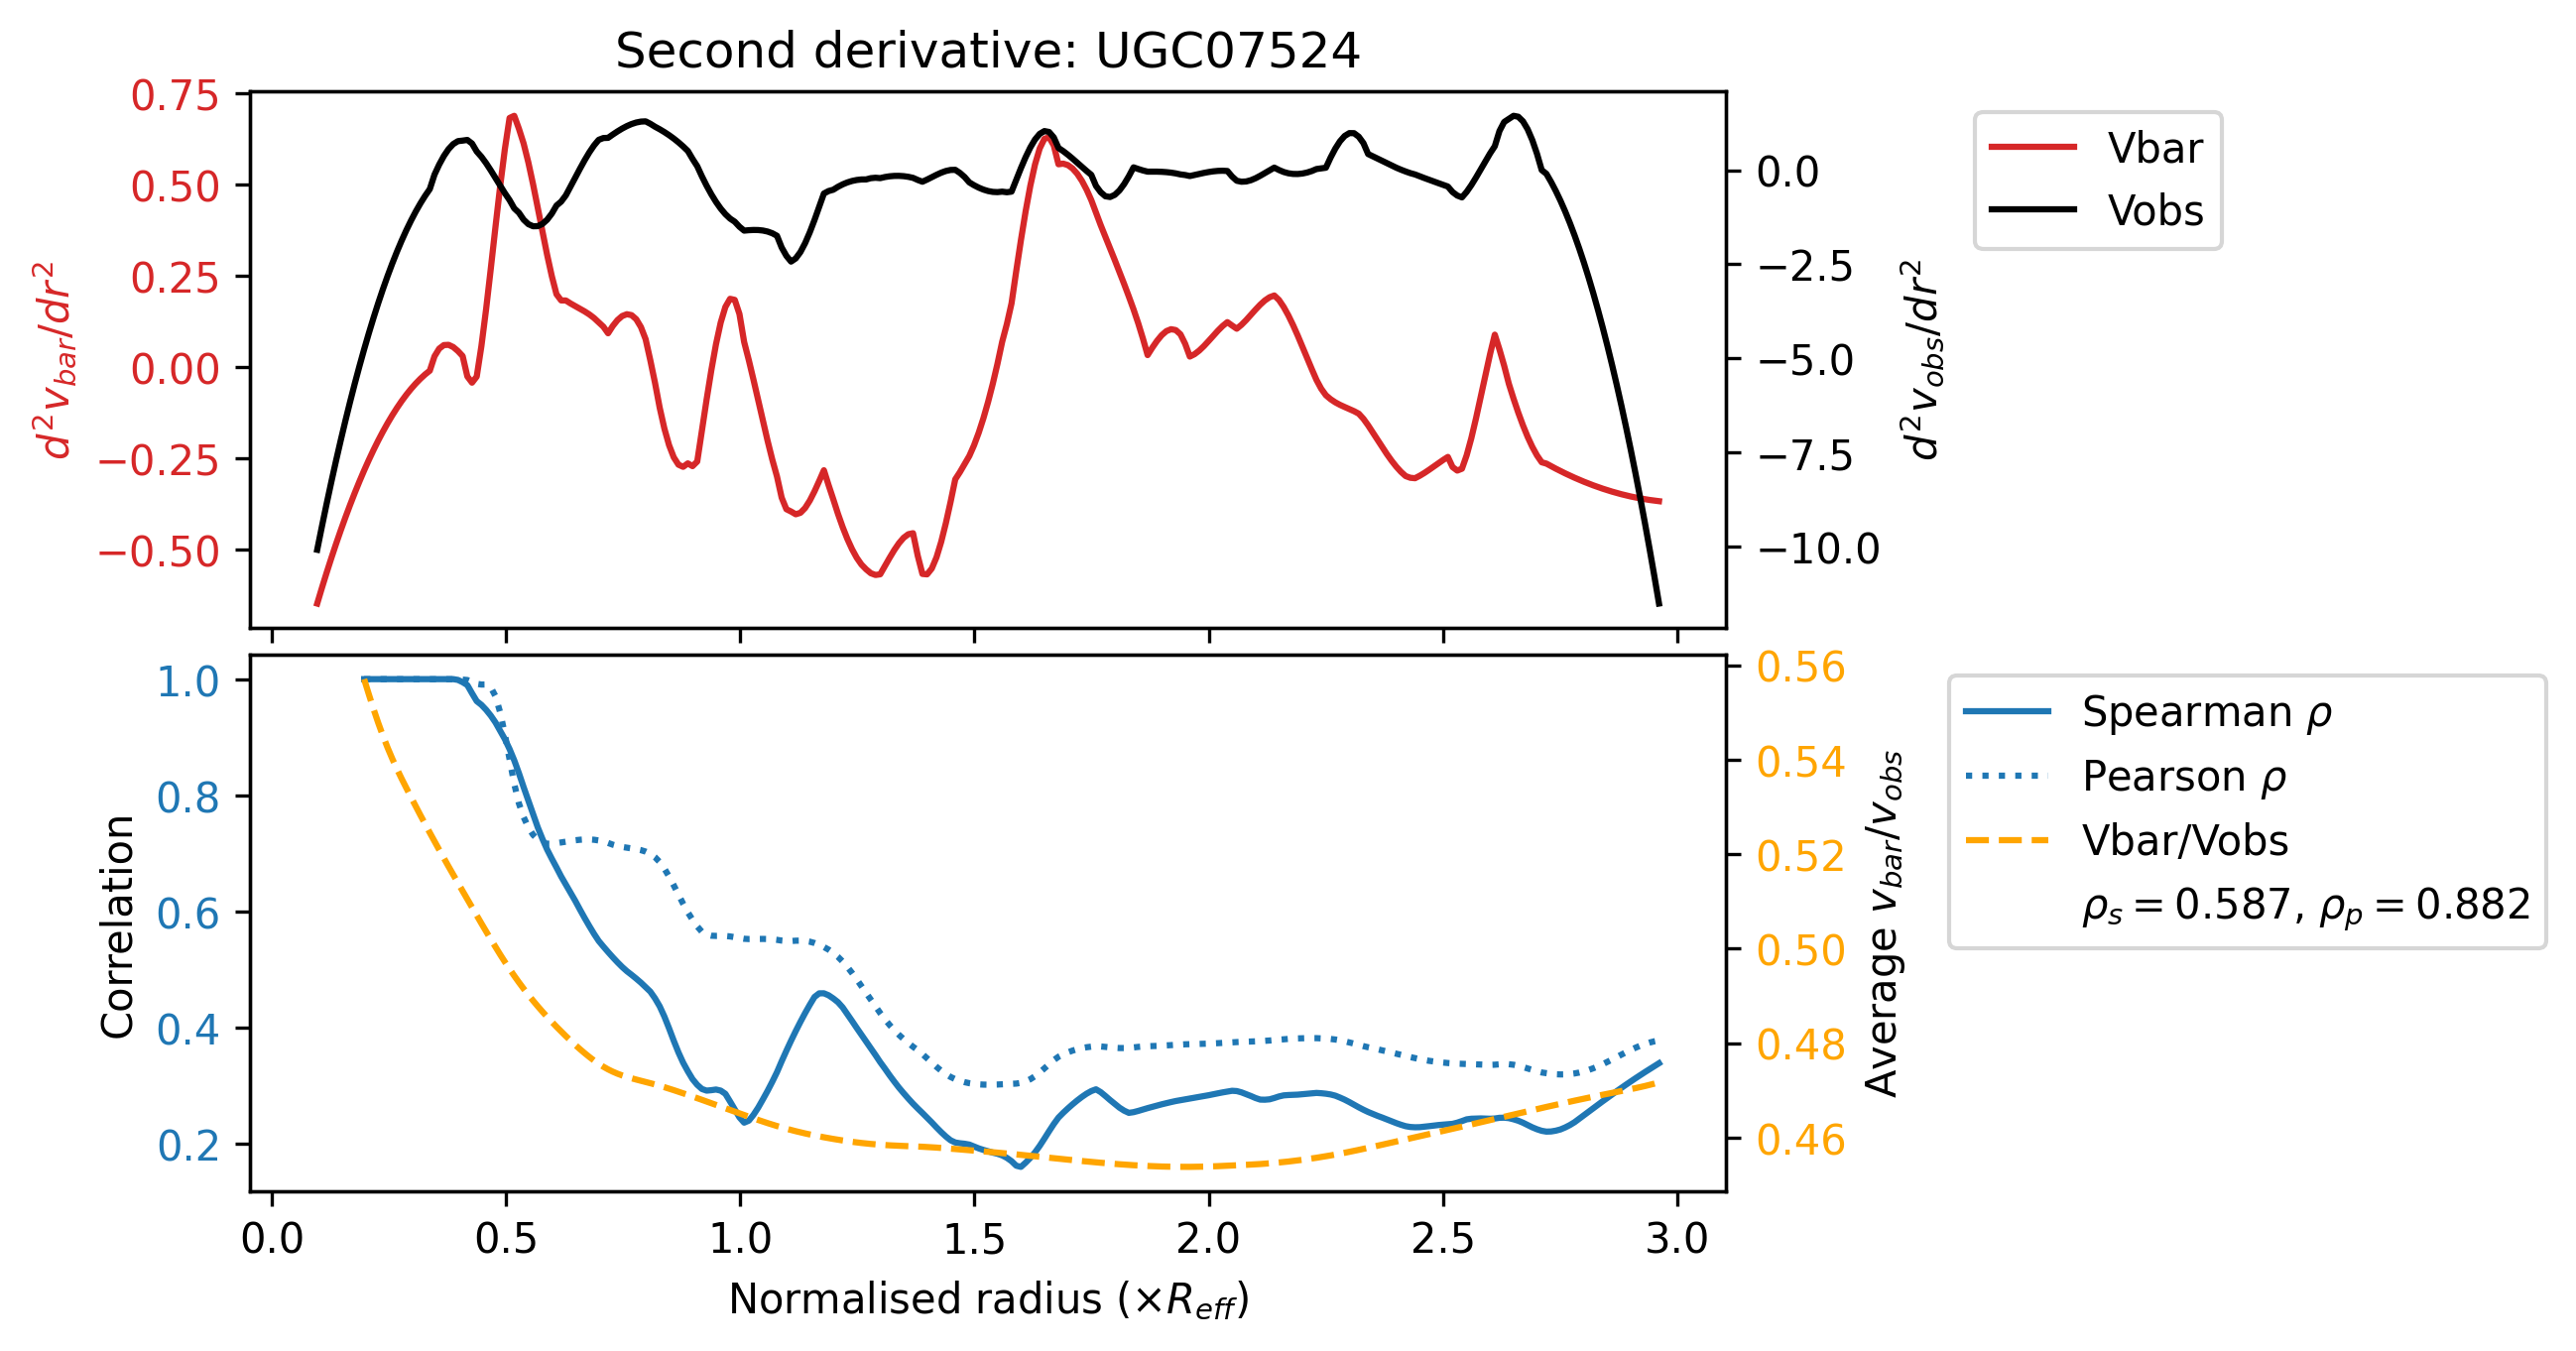 Second derivative: UGC07524
0.75
0.50
0.25
0.00
−0.25
−0.50
d²v_bar/dr²
0.0
−2.5
−5.0
−7.5
−10.0
d²v_obs/dr²
Vbar
Vobs
1.0
0.8
0.6
0.4
0.2
Correlation
0.56
0.54
0.52
0.50
0.48
0.46
Average v_bar/v_obs
Spearman ρ
Pearson ρ
Vbar/Vobs
ρ_s = 0.587, ρ_p = 0.882
0.0 0.5 1.0 1.5 2.0 2.5 3.0
Normalised radius (×R_eff)